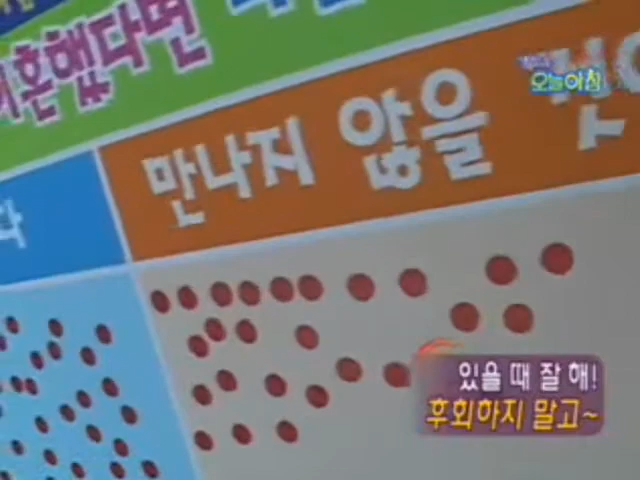 혼했다면
오늘아침
만나지 않을
다
있을 때 잘 해!
후회하지 말고~